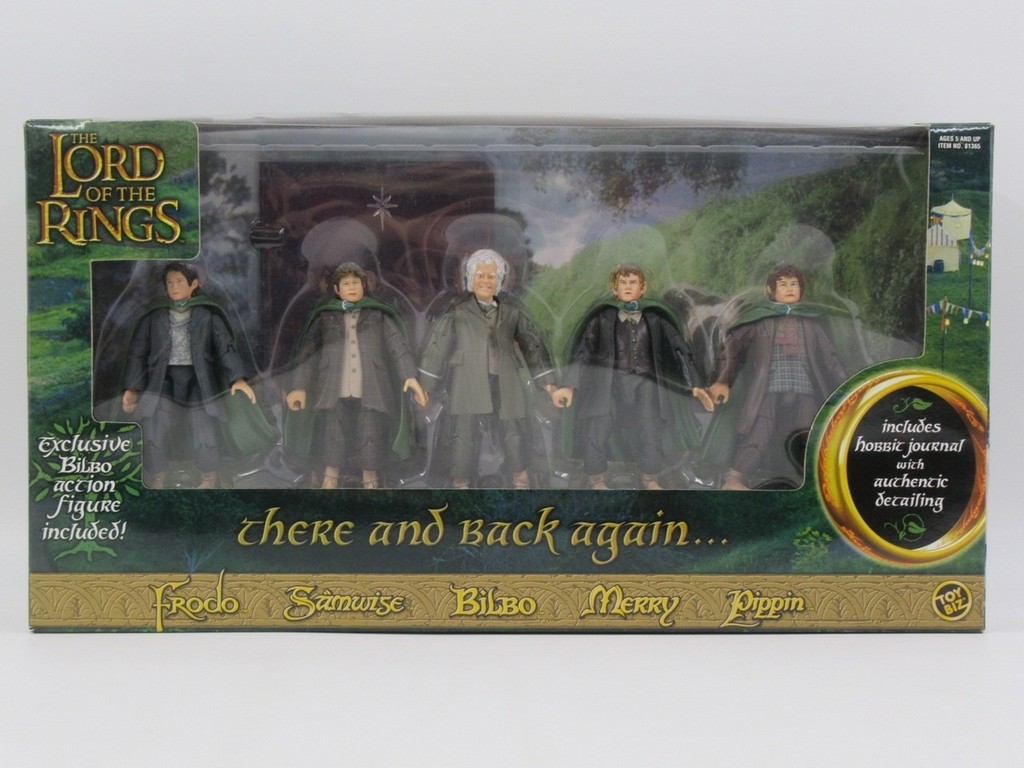 THE
LORD
OF THE
RINGS
AGES 5 AND UP
ITEM NO. 81365
Exclusive
Bilbo
action
figure
included!
includes
hobbit journal
with
authentic
detailing
there and back again...
Frodo Samwise Bilbo Merry Pippin
TOY
BIZ